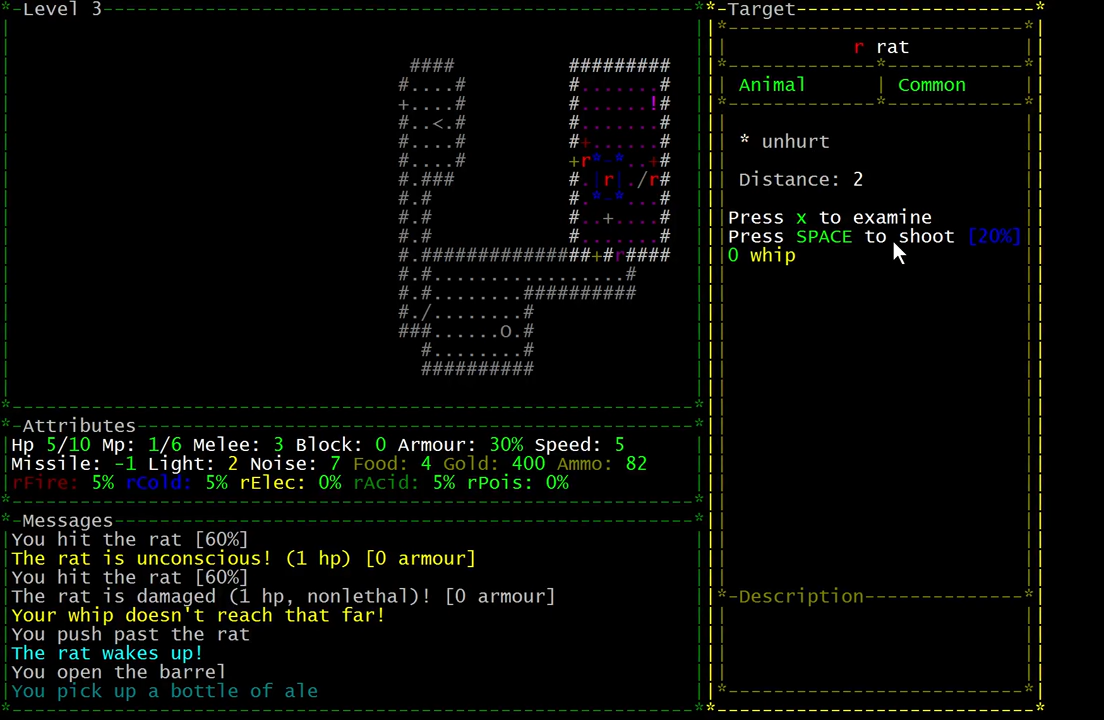 Level 3
Target
r rat
Animal | Common
* unhurt
Distance: 2
Press x to examine
Press SPACE to shoot [20%]
0 whip
####
#....#
+....#
#..<.#
#....#
#....#
#.###
#.#
#.#
#.#
#########
#.......#
#......!#
#.......#
#+......#
+r*-*..+#
#.|r|./r#
#.*-*...#
#..+....#
#.......#
#.##############+#r####
#.#.................#
#.#........##########
#./........#
###......o.#
#........#
##########
Attributes
Hp 5/10 Mp: 1/6 Melee: 3 Block: 0 Armour: 30% Speed: 5
Missile: -1 Light: 2 Noise: 7 Food: 4 Gold: 400 Ammo: 82
rFire: 5% rCold: 5% rElec: 0% rAcid: 5% rPois: 0%
Messages
You hit the rat [60%]
The rat is unconscious! (1 hp) [0 armour]
You hit the rat [60%]
The rat is damaged (1 hp, nonlethal)! [0 armour]
Your whip doesn't reach that far!
You push past the rat
The rat wakes up!
You open the barrel
You pick up a bottle of ale
Description